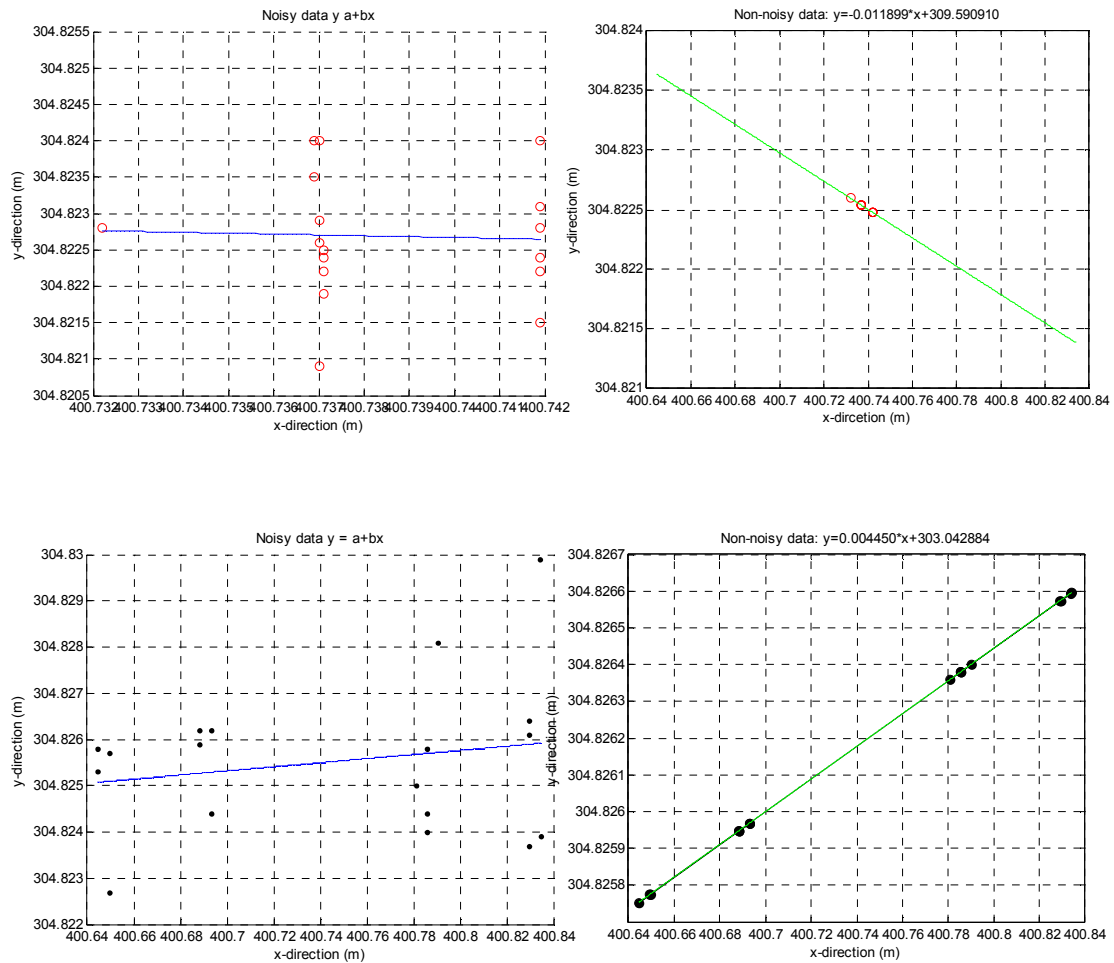 Noisy data y a+bx
304.8255
304.825
304.8245
304.824
304.8235
304.823
304.8225
304.822
304.8215
304.821
304.8205
y-direction (m)
400.732 400.733 400.734 400.735 400.736 400.737 400.738 400.739 400.74 400.741 400.742
x-direction (m)
Non-noisy data: y=-0.011899*x+309.590910
304.824
304.8235
304.823
304.8225
304.822
304.8215
304.821
y-direction (m)
400.64 400.66 400.68 400.7 400.72 400.74 400.76 400.78 400.8 400.82 400.84
x-dircetion (m)
Noisy data y = a+bx
304.83
304.829
304.828
304.827
304.826
304.825
304.824
304.823
304.822
y-direction (m)
400.64 400.66 400.68 400.7 400.72 400.74 400.76 400.78 400.8 400.82 400.84
x-direction (m)
Non-noisy data: y=0.004450*x+303.042884
304.8267
304.8266
304.8265
304.8264
304.8263
304.8262
304.8261
304.826
304.8259
304.8258
y-direction (m)
400.64 400.66 400.68 400.7 400.72 400.74 400.76 400.78 400.8 400.82 400.84
x-direction (m)